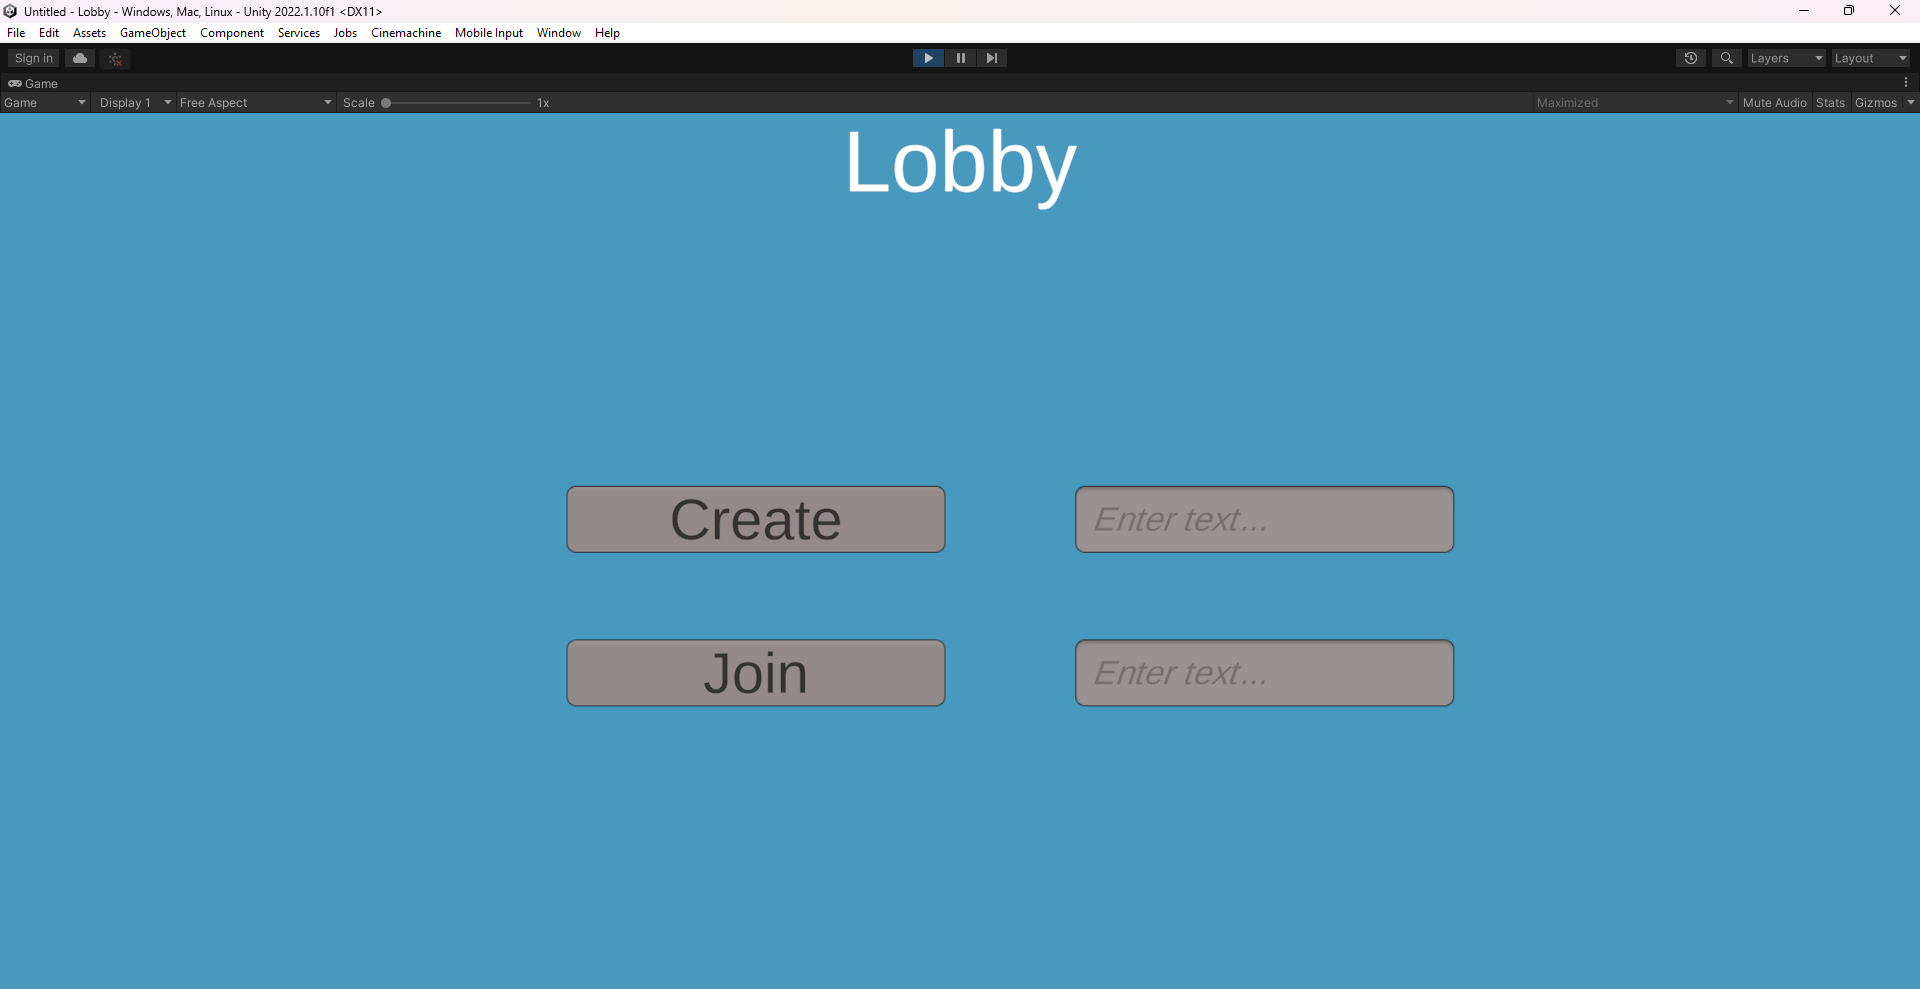 Untitled - Lobby - Windows, Mac, Linux - Unity 2022.1.10f1 <DX11>
File Edit Assets GameObject Component Services Jobs Cinemachine Mobile Input Window Help
Sign in Layers Layout
Game
Game Display 1 Free Aspect Scale 1x Maximized Mute Audio Stats Gizmos
Lobby
Create Enter text...
Join Enter text...